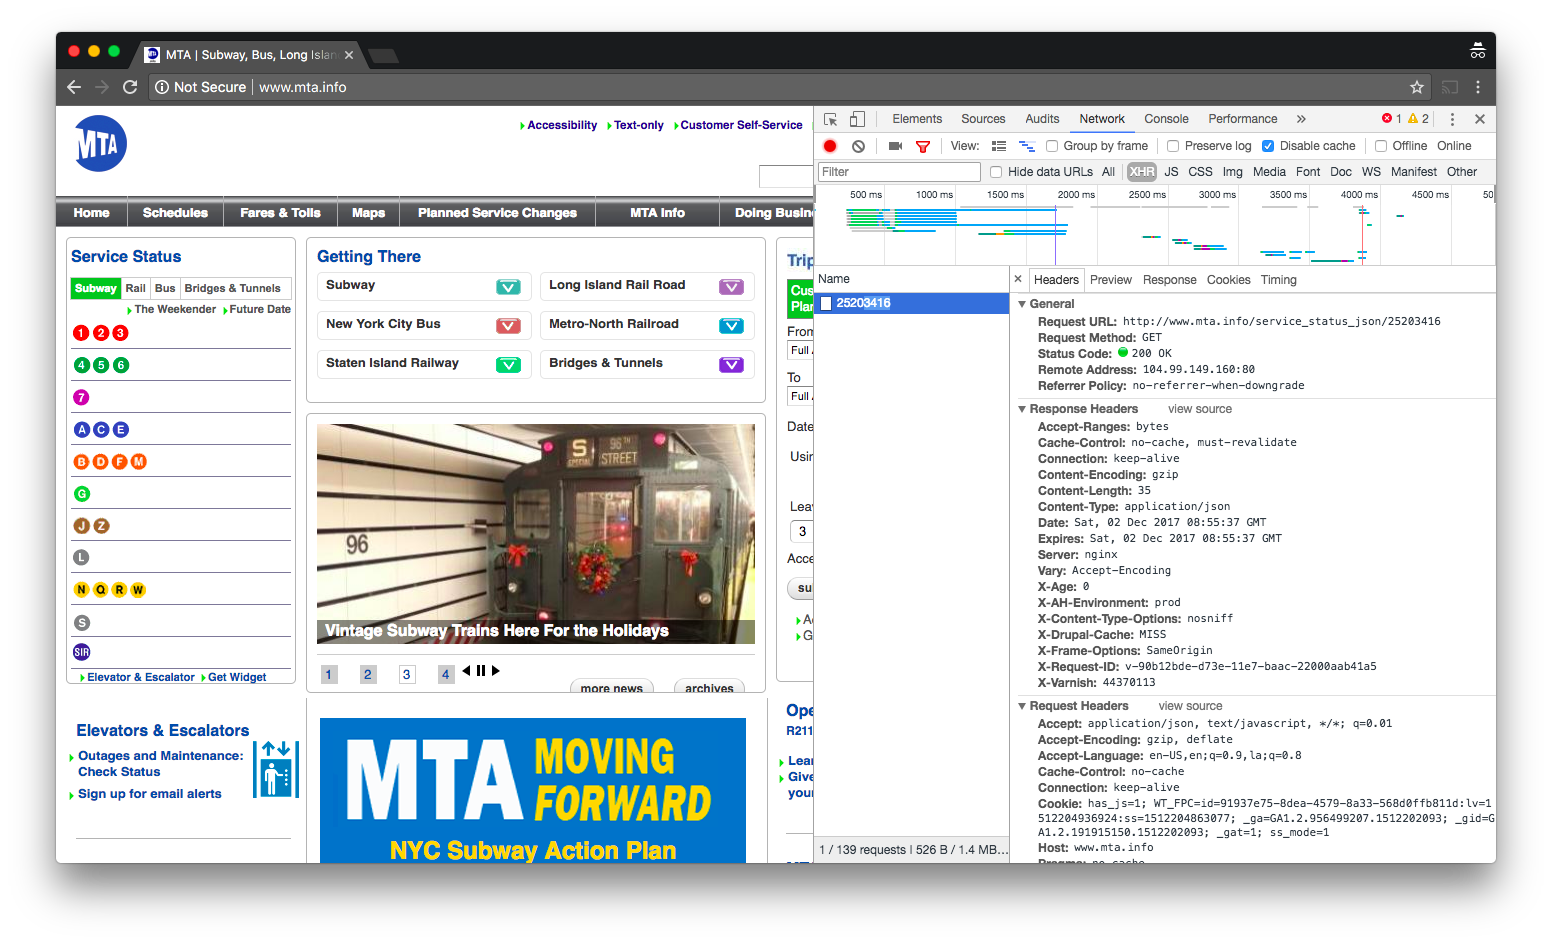 MTA | Subway, Bus, Long Islan
Not Secure | www.mta.info
MTA
Accessibility Text-only Customer Self-Service
Home Schedules Fares & Tolls Maps Planned Service Changes MTA Info Doing Busin
Service Status
Subway Rail Bus Bridges & Tunnels
The Weekender Future Date
1 2 3
4 5 6
7
A C E
B D F M
G
J Z
L
N Q R W
S
SIR
Elevator & Escalator Get Widget
Elevators & Escalators
Outages and Maintenance:
Check Status
Sign up for email alerts
Getting There
Subway Long Island Rail Road
New York City Bus Metro-North Railroad
Staten Island Railway Bridges & Tunnels
S SPECIAL 96TH STREET
96
Vintage Subway Trains Here For the Holidays
1 2 3 4
more news archives
MTA MOVING
FORWARD
NYC Subway Action Plan
Trip
Cus
Plan
From
Full A
To
Full A
Date
Usin
Leav
3
Acce
su
A
G
Ope
R211
Lear
Give
your
Elements Sources Audits Network Console Performance » 1 2
View: Group by frame Preserve log Disable cache Offline Online
Filter Hide data URLs All XHR JS CSS Img Media Font Doc WS Manifest Other
500 ms 1000 ms 1500 ms 2000 ms 2500 ms 3000 ms 3500 ms 4000 ms 4500 ms 50
Name
25203416
1 / 139 requests | 526 B / 1.4 MB...
× Headers Preview Response Cookies Timing
General
Request URL: http://www.mta.info/service_status_json/25203416
Request Method: GET
Status Code: 200 OK
Remote Address: 104.99.149.160:80
Referrer Policy: no-referrer-when-downgrade
Response Headers view source
Accept-Ranges: bytes
Cache-Control: no-cache, must-revalidate
Connection: keep-alive
Content-Encoding: gzip
Content-Length: 35
Content-Type: application/json
Date: Sat, 02 Dec 2017 08:55:37 GMT
Expires: Sat, 02 Dec 2017 08:55:37 GMT
Server: nginx
Vary: Accept-Encoding
X-Age: 0
X-AH-Environment: prod
X-Content-Type-Options: nosniff
X-Drupal-Cache: MISS
X-Frame-Options: SameOrigin
X-Request-ID: v-90b12bde-d73e-11e7-baac-22000aab41a5
X-Varnish: 44370113
Request Headers view source
Accept: application/json, text/javascript, */*; q=0.01
Accept-Encoding: gzip, deflate
Accept-Language: en-US,en;q=0.9,la;q=0.8
Cache-Control: no-cache
Connection: keep-alive
Cookie: has_js=1; WT_FPC=id=91937e75-8dea-4579-8a33-568d0ffb811d:lv=1
512204936924:ss=1512204863077; _ga=GA1.2.956499207.1512202093; _gid=G
A1.2.191915150.1512202093; _gat=1; ss_mode=1
Host: www.mta.info
Pragma: no-cache